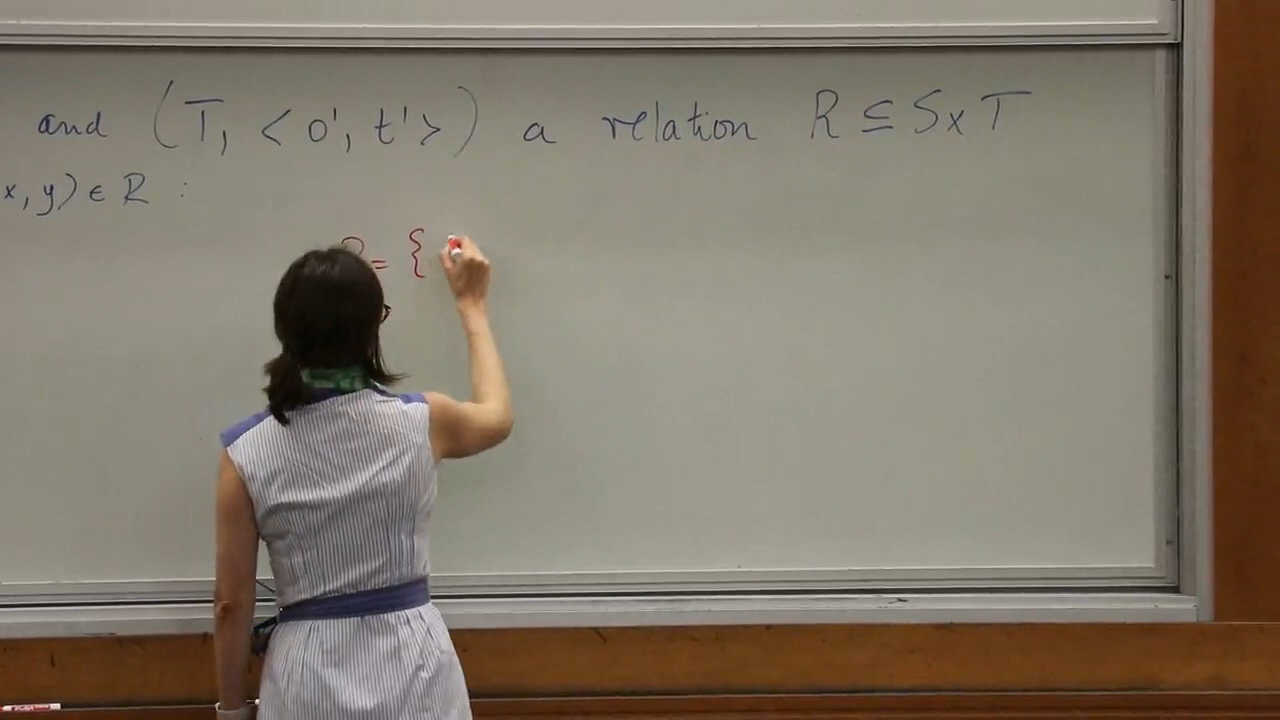 and (T, <o', t'>) a relation R ⊆ S x T
x, y) ∈ R :
R = {